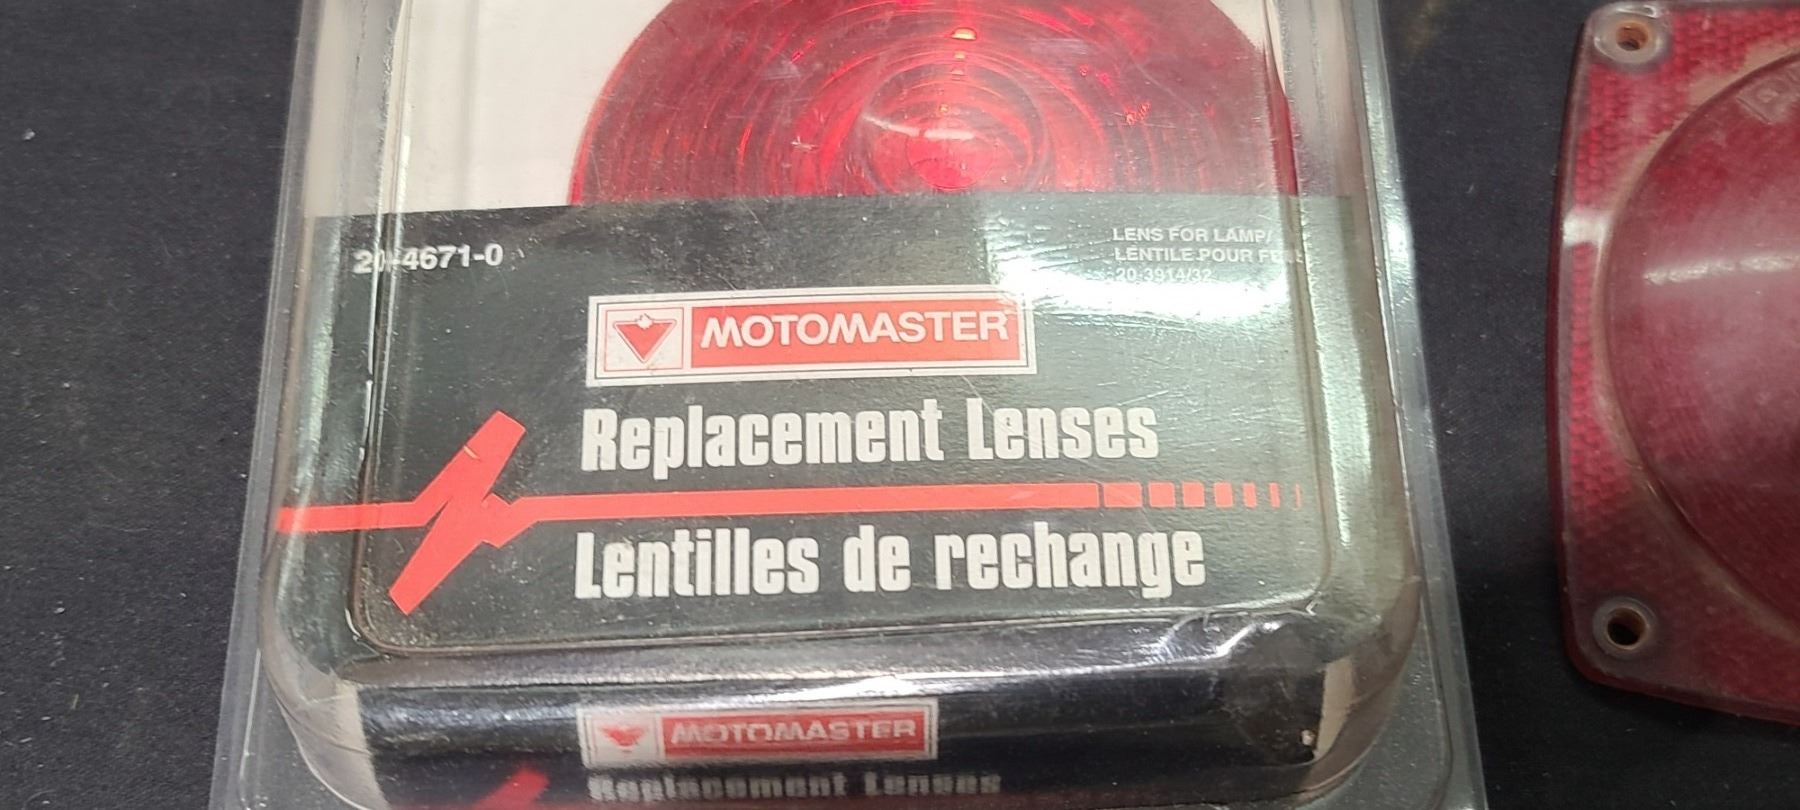 20-4671-0
LENS FOR LAMP/
LENTILE POUR
20-3914/32
MOTOMASTER
Replacement Lenses
Lentilles de rechange
MOTOMASTER
Replacement Lenses